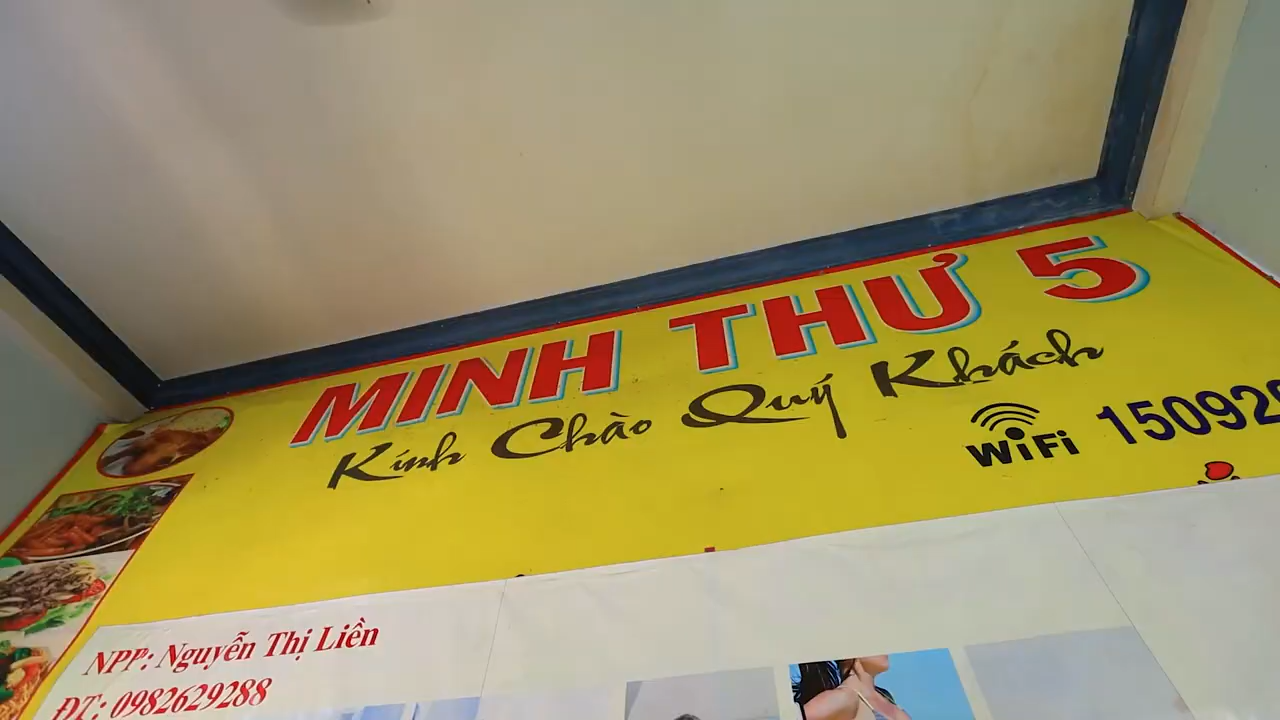 MINH THƯ 5
Kính Chào Quý Khách
WiFi 15092
NPP: Nguyễn Thị Liền
ĐT: 0982629288